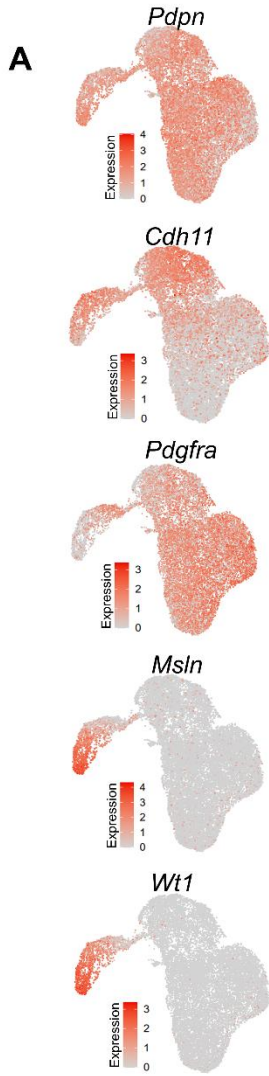 A
Pdpn
Expression
4
3
2
1
0
Cdh11
Expression
3
2
1
0
Pdgfra
Expression
3
2
1
0
Msln
Expression
4
3
2
1
0
Wt1
Expression
3
2
1
0